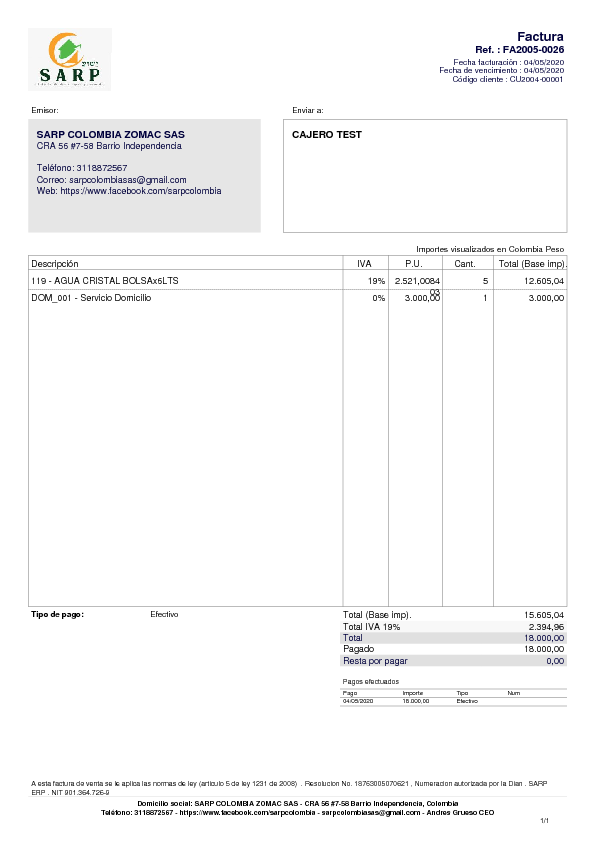 Factura
Ref. : FA2005-0026
Fecha facturación : 04/05/2020
Fecha de vencimiento : 04/05/2020
Código cliente : CU2004-00001
SARP
Emisor:
Enviar a:
SARP COLOMBIA ZOMAC SAS
CRA 56 #7-58 Barrio Independencia
Teléfono: 3118872567
Correo: sarpcolombiasas@gmail.com
Web: https://www.facebook.com/sarpcolombia
CAJERO TEST
Importes visualizados en Colombia Peso
Descripción IVA P.U. Cant. Total (Base imp).
119 - AGUA CRISTAL BOLSAx6LTS 19% 2.521,0084 5 12.605,04
03
DOM_001 - Servicio Domicilio 0% 3.000,00 1 3.000,00
Tipo de pago: Efectivo
Total (Base imp). 15.605,04
Total IVA 19% 2.394,96
Total 18.000,00
Pagado 18.000,00
Resta por pagar 0,00
Pagos efectuados
Pago Importe Tipo Num
04/05/2020 18.000,00 Efectivo
A esta factura de venta se le aplica las normas de ley (artículo 5 de ley 1231 de 2008) . Resolucion No. 18763005070621 , Numeracion autorizada por la Dian . SARP
ERP . NIT 901.364.726-9
Domicilio social: SARP COLOMBIA ZOMAC SAS - CRA 56 #7-58 Barrio Independencia, Colombia
Teléfono: 3118872567 - https://www.facebook.com/sarpcolombia - sarpcolombiasas@gmail.com - Andres Grueso CEO
1/1